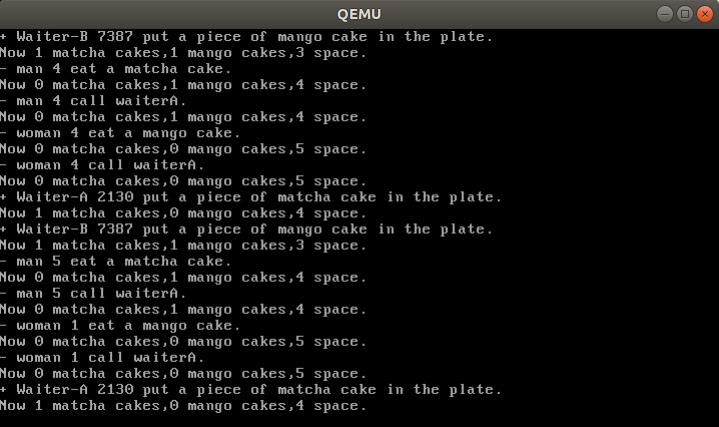 QEMU
+ Waiter-B 7387 put a piece of mango cake in the plate.
Now 1 matcha cakes,1 mango cakes,3 space.
- man 4 eat a matcha cake.
Now 0 matcha cakes,1 mango cakes,4 space.
- man 4 call waiterA.
Now 0 matcha cakes,1 mango cakes,4 space.
- woman 4 eat a mango cake.
Now 0 matcha cakes,0 mango cakes,5 space.
- woman 4 call waiterA.
Now 0 matcha cakes,0 mango cakes,5 space.
+ Waiter-A 2130 put a piece of matcha cake in the plate.
Now 1 matcha cakes,0 mango cakes,4 space.
+ Waiter-B 7387 put a piece of mango cake in the plate.
Now 1 matcha cakes,1 mango cakes,3 space.
- man 5 eat a matcha cake.
Now 0 matcha cakes,1 mango cakes,4 space.
- man 5 call waiterA.
Now 0 matcha cakes,1 mango cakes,4 space.
- woman 1 eat a mango cake.
Now 0 matcha cakes,0 mango cakes,5 space.
- woman 1 call waiterA.
Now 0 matcha cakes,0 mango cakes,5 space.
+ Waiter-A 2130 put a piece of matcha cake in the plate.
Now 1 matcha cakes,0 mango cakes,4 space.